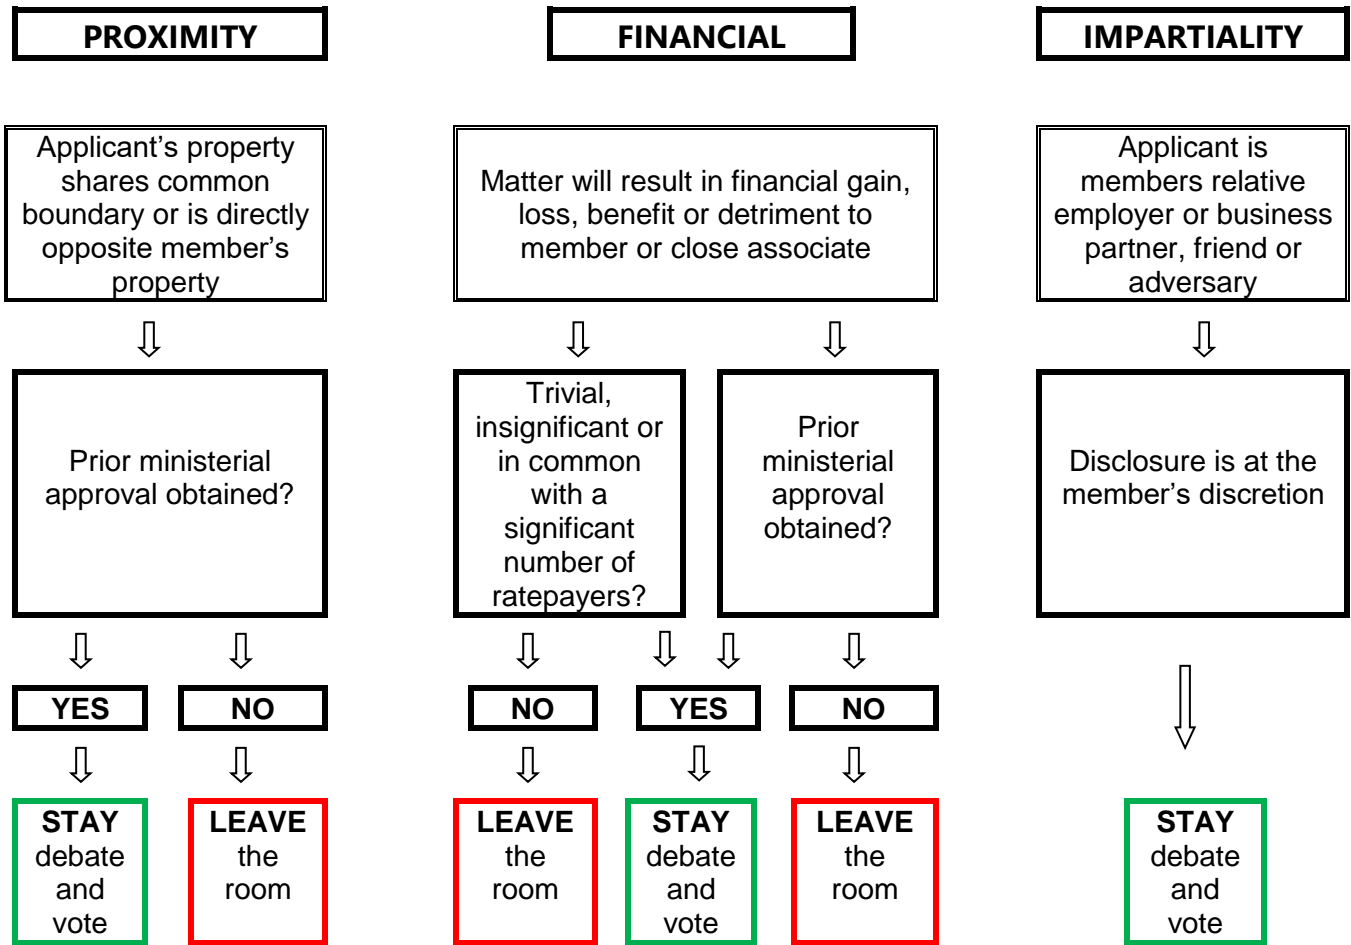 PROXIMITY
FINANCIAL
IMPARTIALITY
Applicant’s property
shares common
boundary or is directly
opposite member’s
property
Matter will result in financial gain,
loss, benefit or detriment to
member or close associate
Applicant is
members relative
employer or business
partner, friend or
adversary
Prior ministerial
approval obtained?
Trivial,
insignificant or
in common
with a
significant
number of
ratepayers?
Prior
ministerial
approval
obtained?
Disclosure is at the
member’s discretion
YES
NO
NO
YES
NO
STAY
debate
and
vote
LEAVE
the
room
LEAVE
the
room
STAY
debate
and
vote
LEAVE
the
room
STAY
debate
and
vote